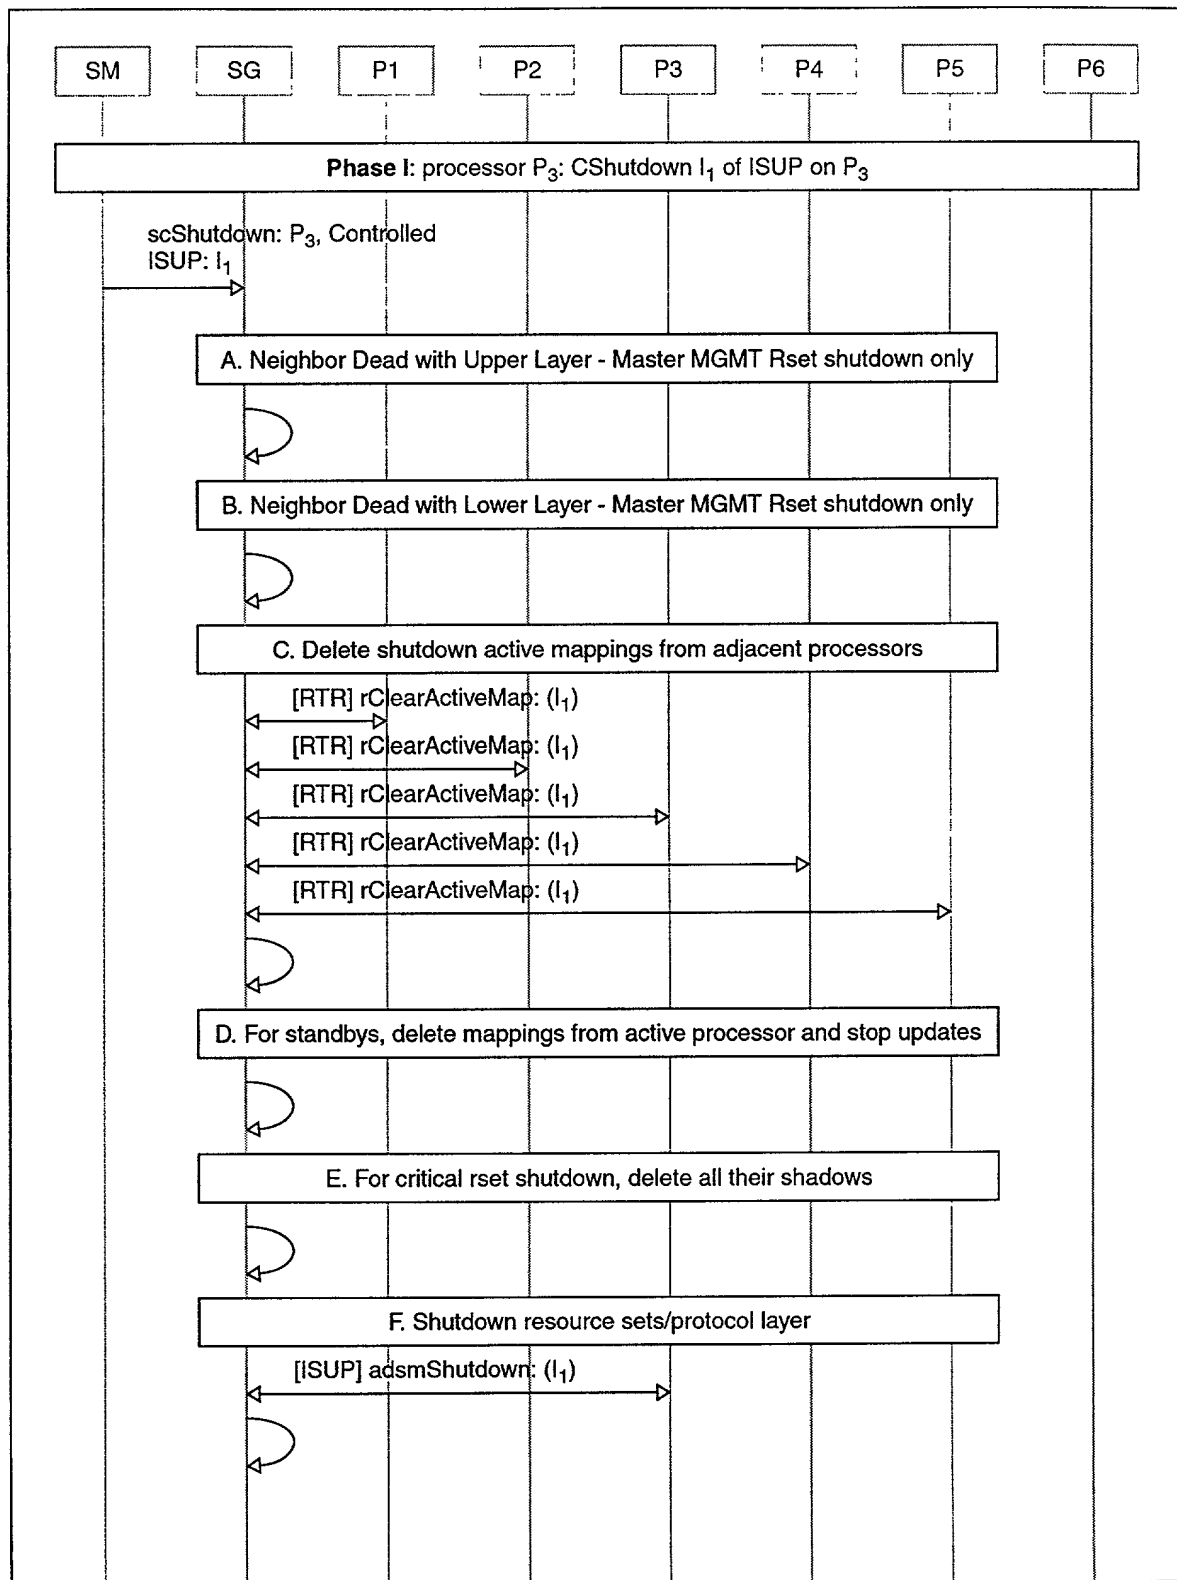 SM SG P1 P2 P3 P4 P5 P6
Phase I: processor P3: CShutdown I1 of ISUP on P3
scShutdown: P3, Controlled
ISUP: I1
A. Neighbor Dead with Upper Layer - Master MGMT Rset shutdown only
B. Neighbor Dead with Lower Layer - Master MGMT Rset shutdown only
C. Delete shutdown active mappings from adjacent processors
[RTR] rClearActiveMap: (I1)
[RTR] rClearActiveMap: (I1)
[RTR] rClearActiveMap: (I1)
[RTR] rClearActiveMap: (I1)
[RTR] rClearActiveMap: (I1)
D. For standbys, delete mappings from active processor and stop updates
E. For critical rset shutdown, delete all their shadows
F. Shutdown resource sets/protocol layer
[ISUP] adsmShutdown: (I1)